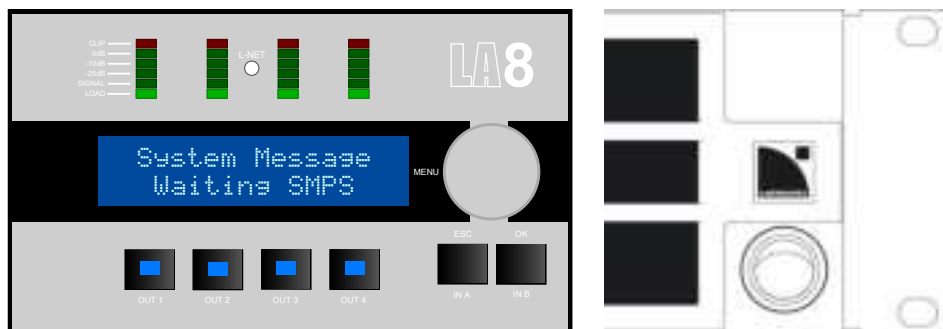 CLIP
-5dB
-10dB
-25dB
SIGNAL
LOAD
L-NET
LA8
System Message
Waiting SMPS
MENU
ESC OK
OUT 1 OUT 2 OUT 3 OUT 4
IN A IN B